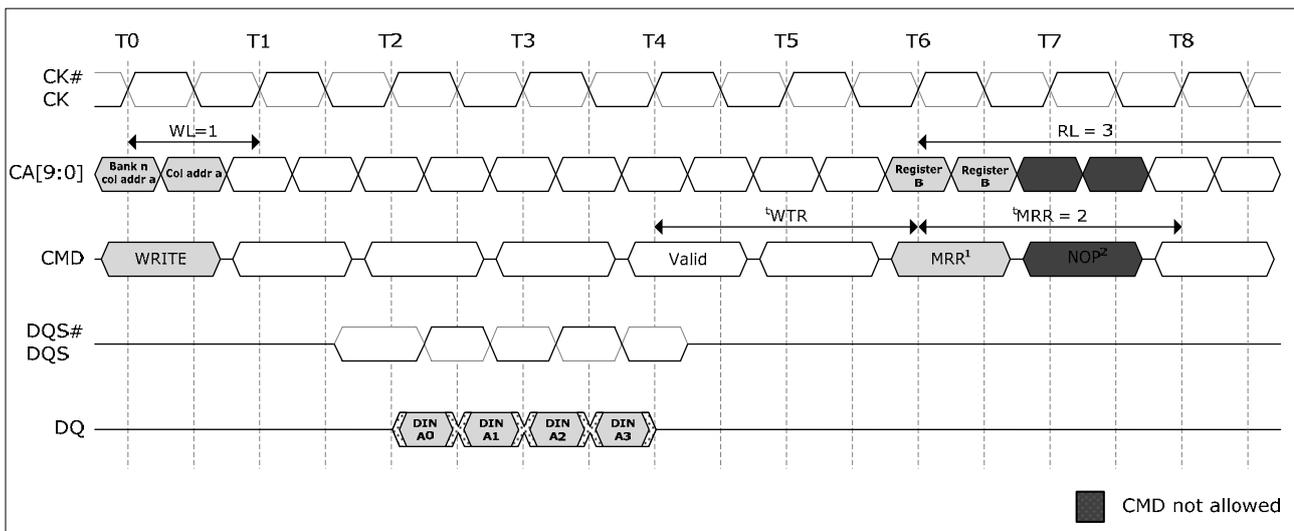 T0 T1 T2 T3 T4 T5 T6 T7 T8
CK#
CK
WL=1 RL = 3
CA[9:0] Bank n col addr a Col addr a Register B Register B
tWTR tMRR = 2
CMD WRITE Valid MRR1 NOP2
DQS#
DQS
DQ DIN A0 DIN A1 DIN A2 DIN A3
CMD not allowed